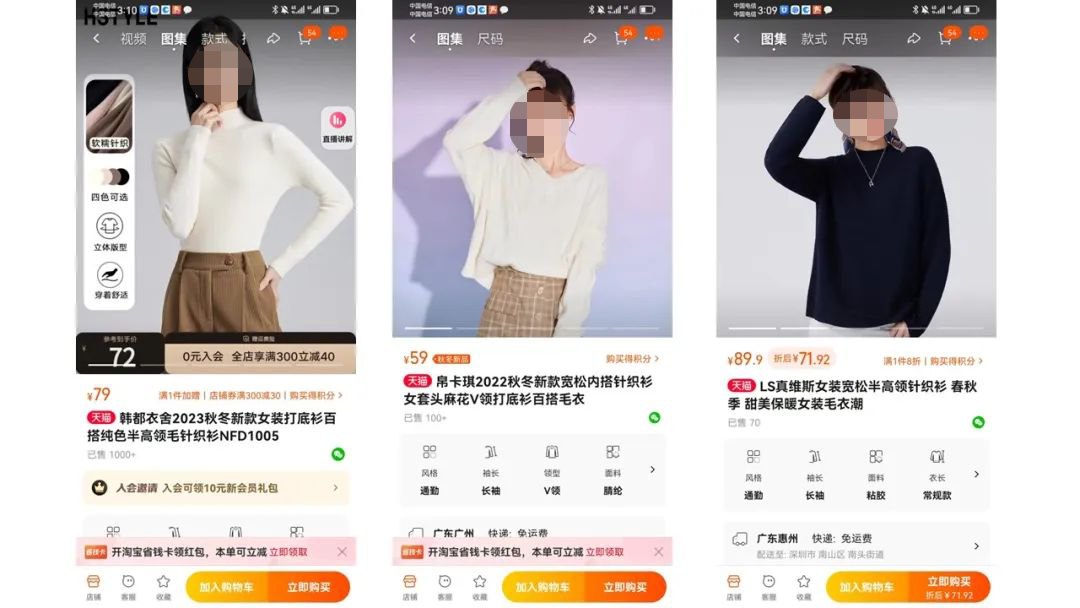 中国电信
中国电信
3:10
HSTYLE
54
视频
图集
款式
软糯针织
四色可选
立体版型
穿着舒适
直播讲解
参考到手价
¥
72
赠运费险
0元入会 全店享满300立减40
¥79
满1件加赠 | 店铺券满300减30 | 购买得积分 >
天猫 韩都衣舍2023秋冬新款女装打底衫百
搭纯色半高领毛针织衫NFD1005
已售 1000+
入会邀请 入会可领10元新会员礼包 >
省钱卡 开淘宝省钱卡领红包，本单可立减 立即领取
店铺
客服
收藏
加入购物车
立即购买
中国电信
中国电信
3:09
54
图集
尺码
¥59
秋冬新品
购买得积分 >
天猫 帛卡琪2022秋冬新款宽松内搭针织衫
女套头麻花V领打底衫百搭毛衣
已售 100+
风格
袖长
领型
面料
通勤
长袖
V领
腈纶
广东广州 快递: 免运费
省钱卡 开淘宝省钱卡领红包，本单可立减 立即领取
店铺
客服
收藏
加入购物车
立即购买
中国电信
中国电信
3:09
54
图集
款式
尺码
¥89.9
折后¥71.92
满1件8折 | 购买得积分 >
天猫 LS真维斯女装宽松半高领针织衫 春秋
季 甜美保暖女装毛衣潮
已售 70
风格
袖长
面料
衣长
通勤
长袖
粘胶
常规款
广东惠州 快递: 免运费
配送至: 深圳市 南山区 南头街道
店铺
客服
收藏
加入购物车
立即购买
折后 ¥71.92